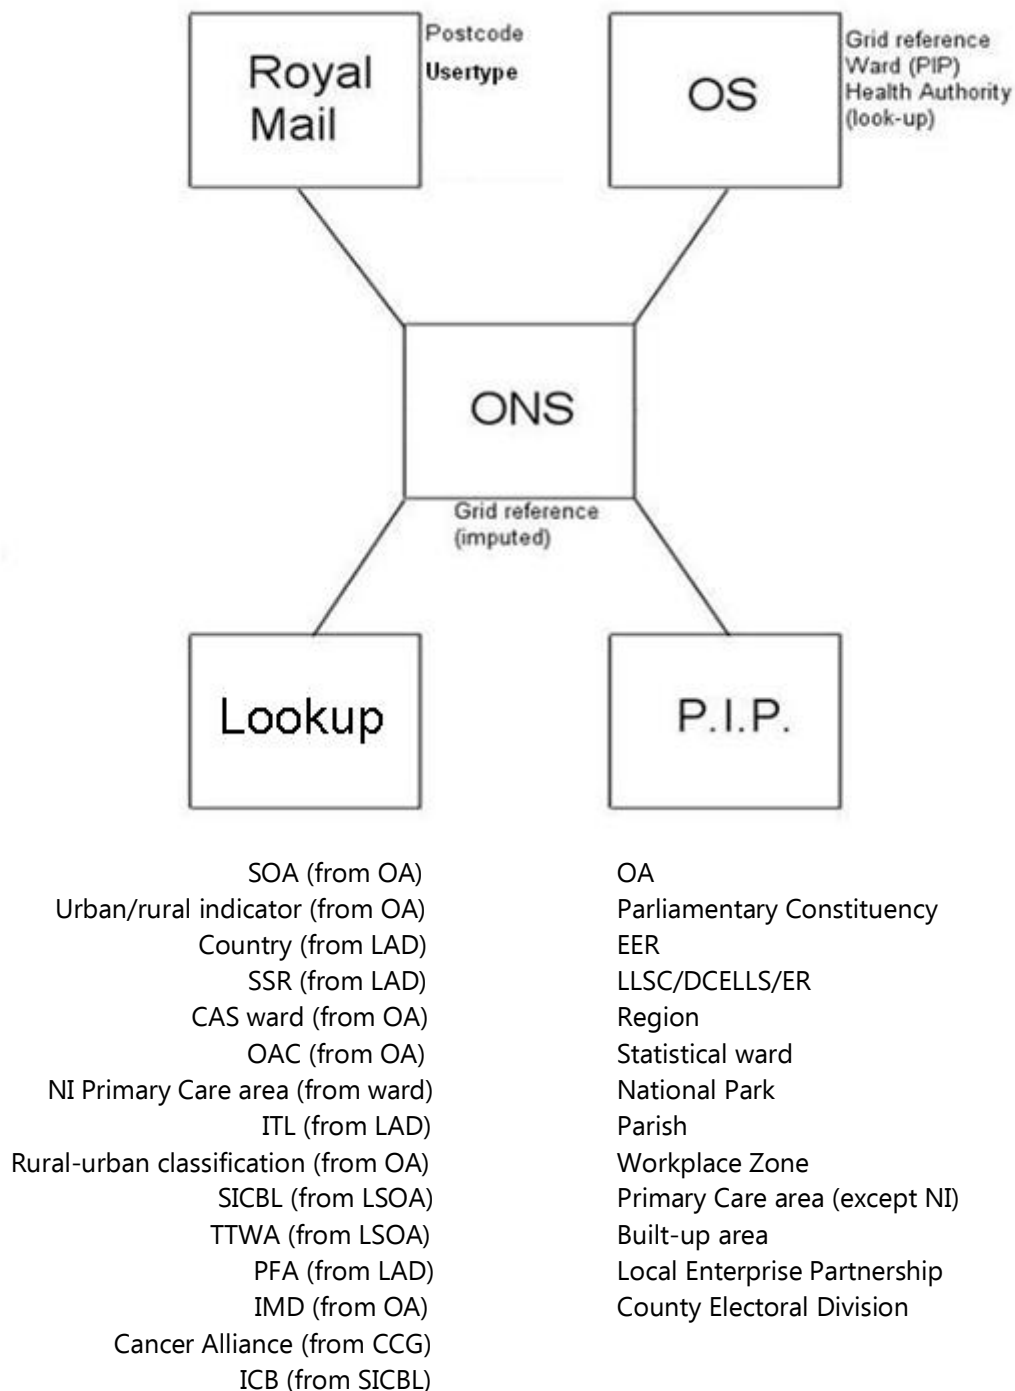 Royal
Mail
Postcode
Usertype
OS
Grid reference
Ward (PIP)
Health Authority
(look-up)
ONS
Grid reference
(imputed)
Lookup
P.I.P.
SOA (from OA)
Urban/rural indicator (from OA)
Country (from LAD)
SSR (from LAD)
CAS ward (from OA)
OAC (from OA)
NI Primary Care area (from ward)
ITL (from LAD)
Rural-urban classification (from OA)
SICBL (from LSOA)
TTWA (from LSOA)
PFA (from LAD)
IMD (from OA)
Cancer Alliance (from CCG)
ICB (from SICBL)
OA
Parliamentary Constituency
EER
LLSC/DCELLS/ER
Region
Statistical ward
National Park
Parish
Workplace Zone
Primary Care area (except NI)
Built-up area
Local Enterprise Partnership
County Electoral Division